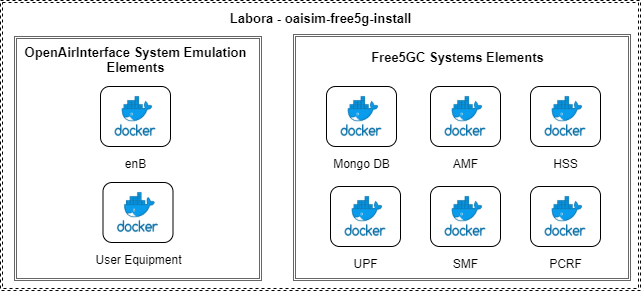 Labora - oaisim-free5g-install
OpenAirInterface System Emulation
Elements
docker
enB
docker
User Equipment
Free5GC Systems Elements
docker
docker
docker
Mongo DB
AMF
HSS
docker
docker
docker
UPF
SMF
PCRF